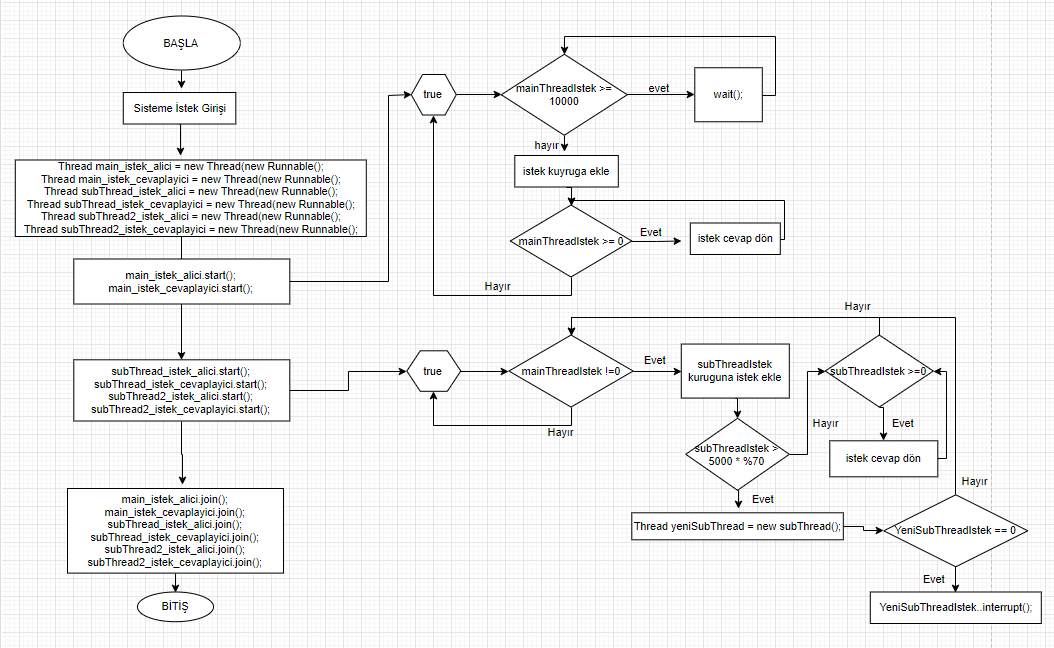 BAŞLA
Sisteme İstek Girişi
Thread main_istek_alici = new Thread(new Runnable();
Thread main_istek_cevaplayici = new Thread(new Runnable();
Thread subThread_istek_alici = new Thread(new Runnable();
Thread subThread_istek_cevaplayici = new Thread(new Runnable();
Thread subThread2_istek_alici = new Thread(new Runnable();
Thread subThread2_istek_cevaplayici = new Thread(new Runnable();
main_istek_alici.start();
main_istek_cevaplayici.start();
true
mainThreadIstek >=
10000
evet
wait();
hayır
istek kuyruga ekle
mainThreadIstek >= 0
Evet
istek cevap dön
Hayır
subThread_istek_alici.start();
subThread_istek_cevaplayici.start();
subThread2_istek_alici.start();
subThread2_istek_cevaplayici.start();
true
mainThreadIstek !=0
Evet
Hayır
subThreadIstek
kuruguna istek ekle
subThreadIstek >
5000 * %70
Hayır
Evet
subThreadIstek >=0
Hayır
Evet
istek cevap dön
Thread yeniSubThread = new subThread();
YeniSubThreadIstek == 0
Hayır
Evet
YeniSubThreadIstek..interrupt();
main_istek_alici.join();
main_istek_cevaplayici.join();
subThread_istek_alici.join();
subThread_istek_cevaplayici.join();
subThread2_istek_alici.join();
subThread2_istek_cevaplayici.join();
BİTİŞ